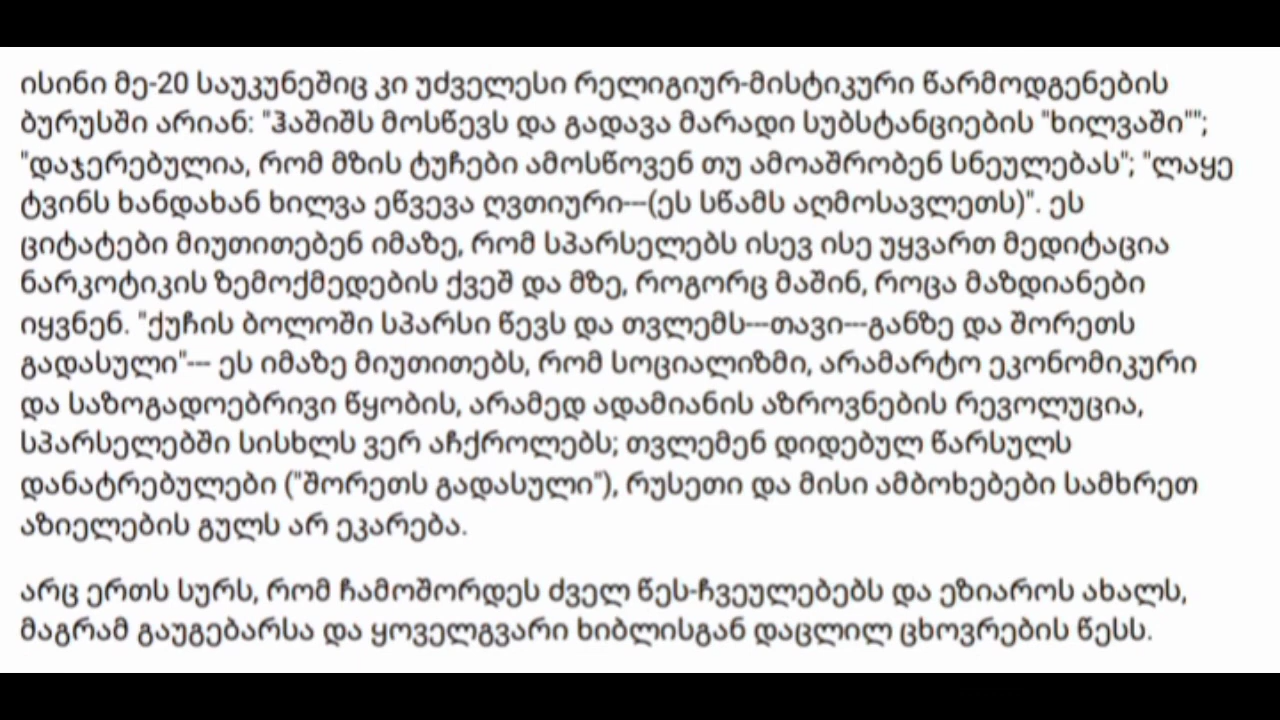 ისინი მე-20 საუკუნეშიც კი უძველესი რელიგიურ-მისტიკური წარმოდგენების
ბურუსში არიან: "ჰაშიშს მოსწევს და გადავა მარადი სუბსტანციების "ხილვაში"";
"დაჯერებულია, რომ მზის ტუჩები ამოსწოვენ თუ ამოაშრობენ სნეულებას"; "ლაყე
ტვინს ხანდახან ხილვა ეწვევა ღვთიური---(ეს სწამს აღმოსავლეთს)". ეს
ციტატები მიუთითებენ იმაზე, რომ სპარსელებს ისევ ისე უყვართ მედიტაცია
ნარკოტიკის ზემოქმედების ქვეშ და მზე, როგორც მაშინ, როცა მაზდიანები
იყვნენ. "ქუჩის ბოლოში სპარსი წევს და თვლემს---თავი---განზე და შორეთს
გადასული"--- ეს იმაზე მიუთითებს, რომ სოციალიზმი, არამარტო ეკონომიკური
და საზოგადოებრივი წყობის, არამედ ადამიანის აზროვნების რევოლუცია,
სპარსელებში სისხლს ვერ აჩქროლებს; თვლემენ დიდებულ წარსულს
დანატრებულები ("შორეთს გადასული"), რუსეთი და მისი ამბოხებები სამხრეთ
აზიელების გულს არ ეკარება.
არც ერთს სურს, რომ ჩამოშორდეს ძველ წეს-ჩვეულებებს და ეზიაროს ახალს,
მაგრამ გაუგებარსა და ყოველგვარი ხიბლისგან დაცლილ ცხოვრების წესს.